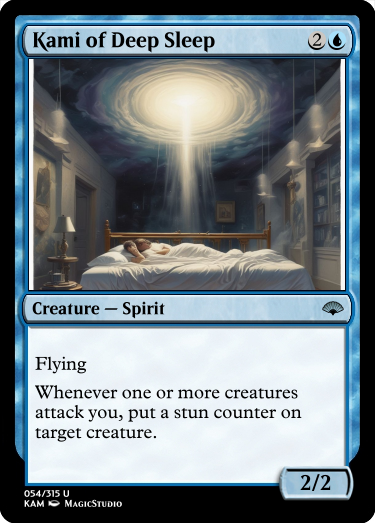 Kami of Deep Sleep 2
Creature — Spirit
Flying
Whenever one or more creatures
attack you, put a stun counter on
target creature.
2/2
054/315 U
KAM MagicStudio